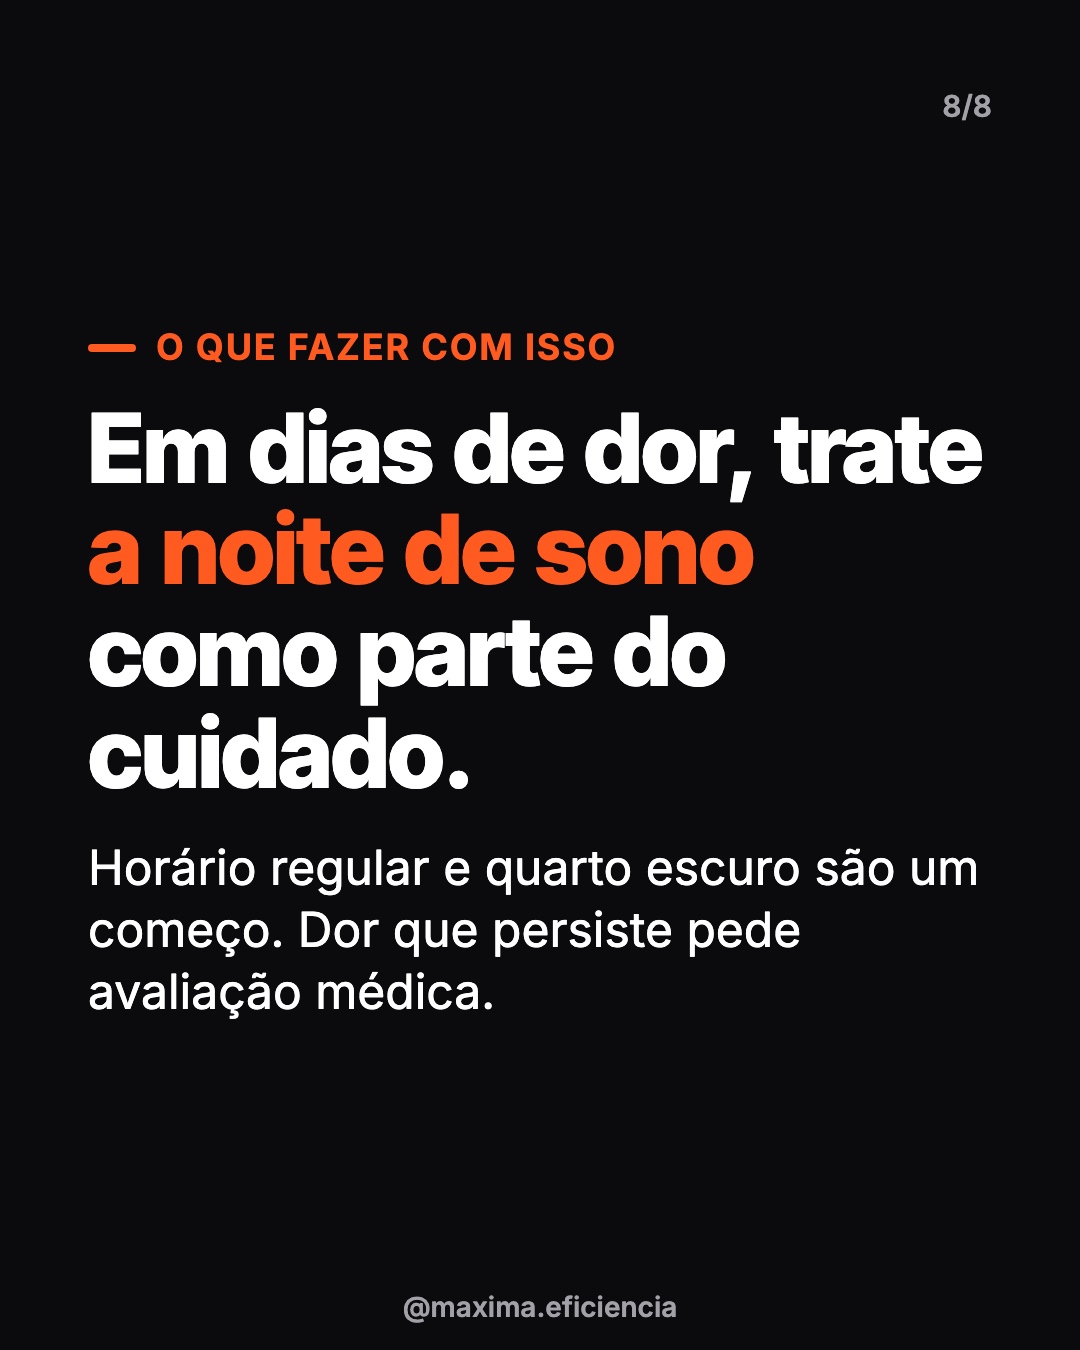 8/8
O QUE FAZER COM ISSO
Em dias de dor, trate
a noite de sono
como parte do
cuidado.
Horário regular e quarto escuro são um
começo. Dor que persiste pede
avaliação médica.
@maxima.eficiencia